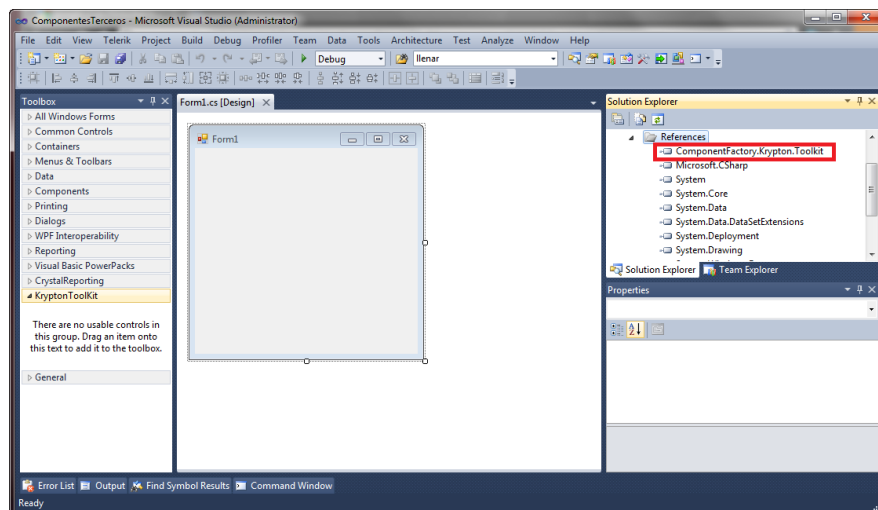 ComponentesTerceros - Microsoft Visual Studio (Administrator)
File Edit View Telerik Project Build Debug Profiler Team Data Tools Architecture Test Analyze Window Help
Debug llenar
Toolbox
All Windows Forms
Common Controls
Containers
Menus & Toolbars
Data
Components
Printing
Dialogs
WPF Interoperability
Reporting
Visual Basic PowerPacks
CrystalReporting
KryptonToolKit
There are no usable controls in
this group. Drag an item onto
this text to add it to the toolbox.
General
Form1.cs [Design]
Form1
Solution Explorer
References
ComponentFactory.Krypton.Toolkit
Microsoft.CSharp
System
System.Core
System.Data
System.Data.DataSetExtensions
System.Deployment
System.Drawing
Solution Explorer Team Explorer
Properties
Error List Output Find Symbol Results Command Window
Ready